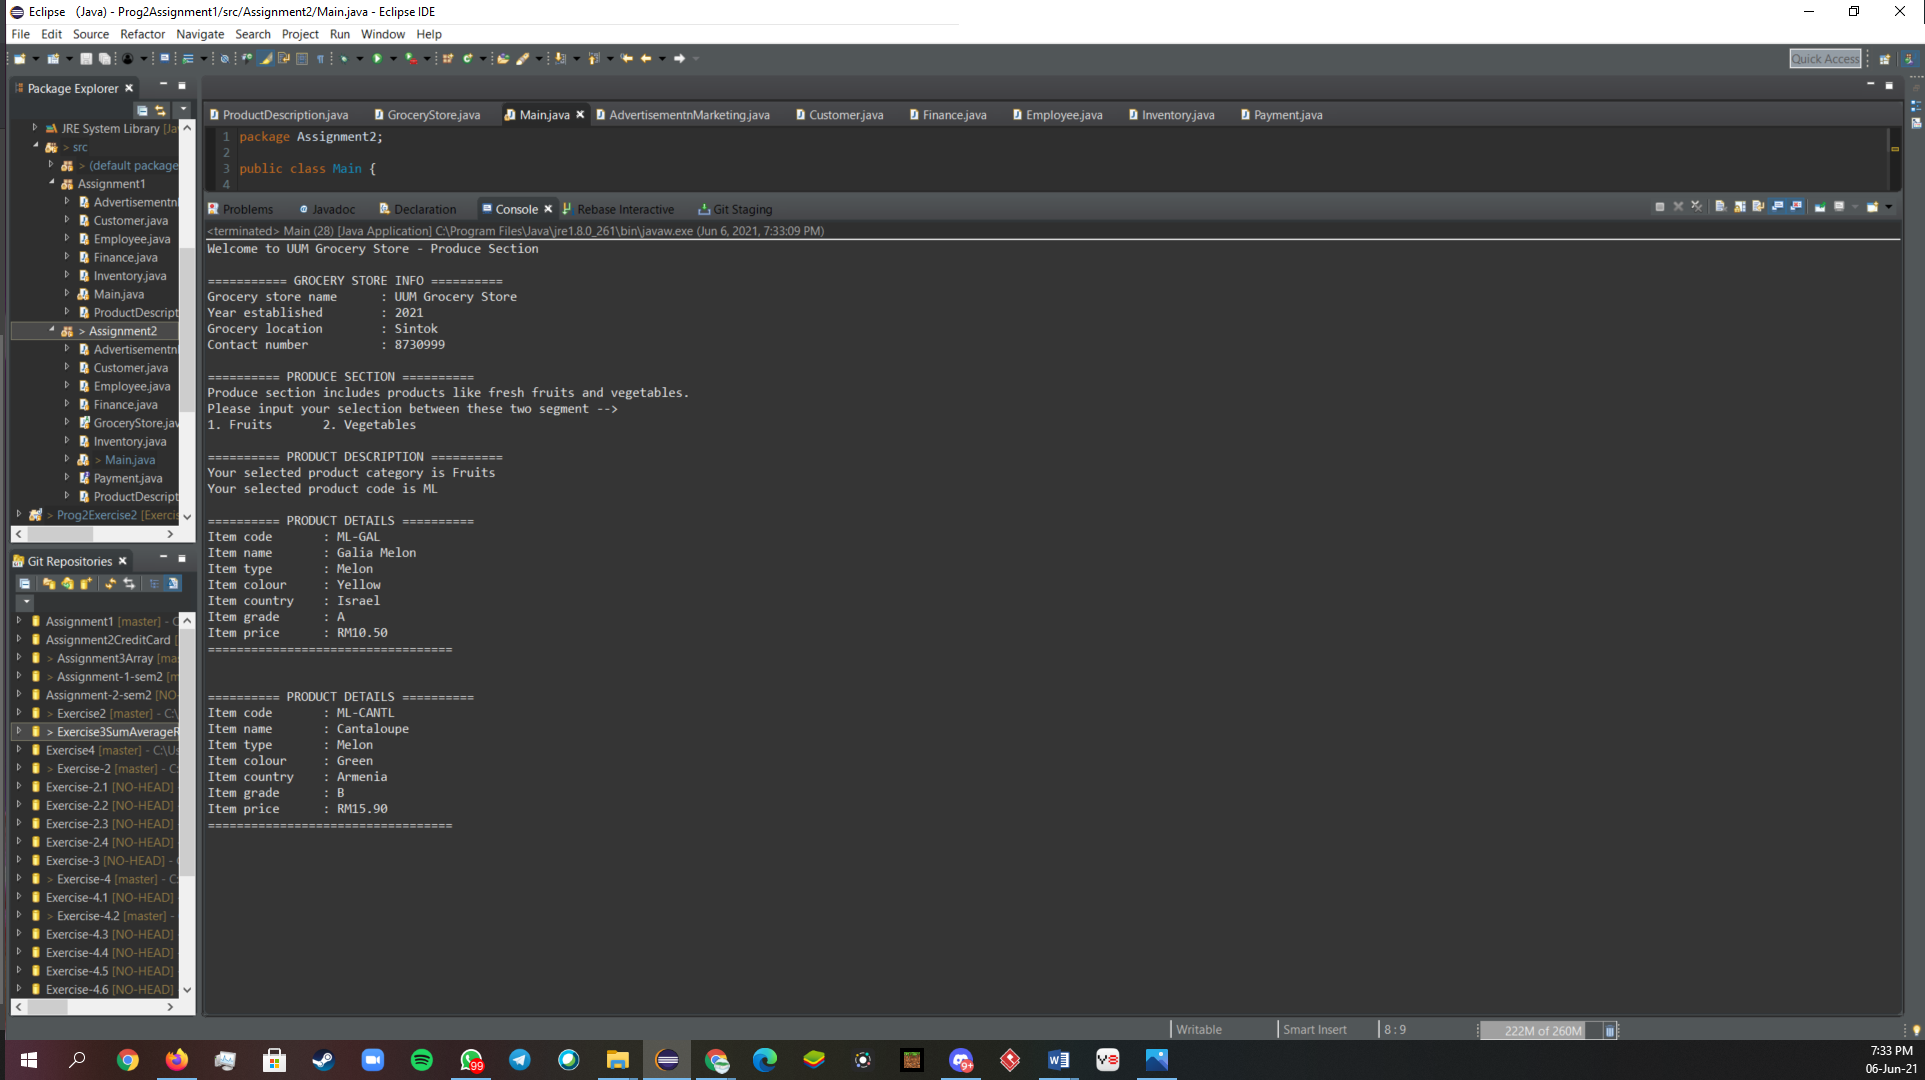 Eclipse (Java) - Prog2Assignment1/src/Assignment2/Main.java - Eclipse IDE
File Edit Source Refactor Navigate Search Project Run Window Help
Quick Access
Package Explorer
JRE System Library [Ja
> src
> (default package
Assignment1
Advertisementnl
Customer.java
Employee.java
Finance.java
Inventory.java
Main.java
ProductDescript
> Assignment2
Advertisementnl
Customer.java
Employee.java
Finance.java
GroceryStore.jav
Inventory.java
> Main.java
Payment.java
ProductDescript
> Prog2Exercise2 [Exercis
Git Repositories
Assignment1 [master] - C
Assignment2CreditCard [
> Assignment3Array [ma
> Assignment-1-sem2 [m
Assignment-2-sem2 [NO-
> Exercise2 [master] - C:\
> Exercise3SumAverageR
Exercise4 [master] - C:\Us
> Exercise-2 [master] - C:
Exercise-2.1 [NO-HEAD]
Exercise-2.2 [NO-HEAD]
Exercise-2.3 [NO-HEAD]
Exercise-2.4 [NO-HEAD]
Exercise-3 [NO-HEAD] - C
> Exercise-4 [master] - C:
Exercise-4.1 [NO-HEAD]
> Exercise-4.2 [master] -
Exercise-4.3 [NO-HEAD]
Exercise-4.4 [NO-HEAD]
Exercise-4.5 [NO-HEAD]
Exercise-4.6 [NO-HEAD]
ProductDescription.java GroceryStore.java Main.java AdvertisementnMarketing.java Customer.java Finance.java Employee.java Inventory.java Payment.java
1 package Assignment2;
2
3 public class Main {
4
Problems Javadoc Declaration Console Rebase Interactive Git Staging
<terminated> Main (28) [Java Application] C:\Program Files\Java\jre1.8.0_261\bin\javaw.exe (Jun 6, 2021, 7:33:09 PM)
Welcome to UUM Grocery Store - Produce Section
=========== GROCERY STORE INFO ==========
Grocery store name : UUM Grocery Store
Year established : 2021
Grocery location : Sintok
Contact number : 8730999
========== PRODUCE SECTION ==========
Produce section includes products like fresh fruits and vegetables.
Please input your selection between these two segment -->
1. Fruits 2. Vegetables
========== PRODUCT DESCRIPTION ==========
Your selected product category is Fruits
Your selected product code is ML
========== PRODUCT DETAILS ==========
Item code : ML-GAL
Item name : Galia Melon
Item type : Melon
Item colour : Yellow
Item country : Israel
Item grade : A
Item price : RM10.50
==================================
========== PRODUCT DETAILS ==========
Item code : ML-CANTL
Item name : Cantaloupe
Item type : Melon
Item colour : Green
Item country : Armenia
Item grade : B
Item price : RM15.90
==================================
Writable Smart Insert 8 : 9 222M of 260M
99
9+
7:33 PM
06-Jun-21